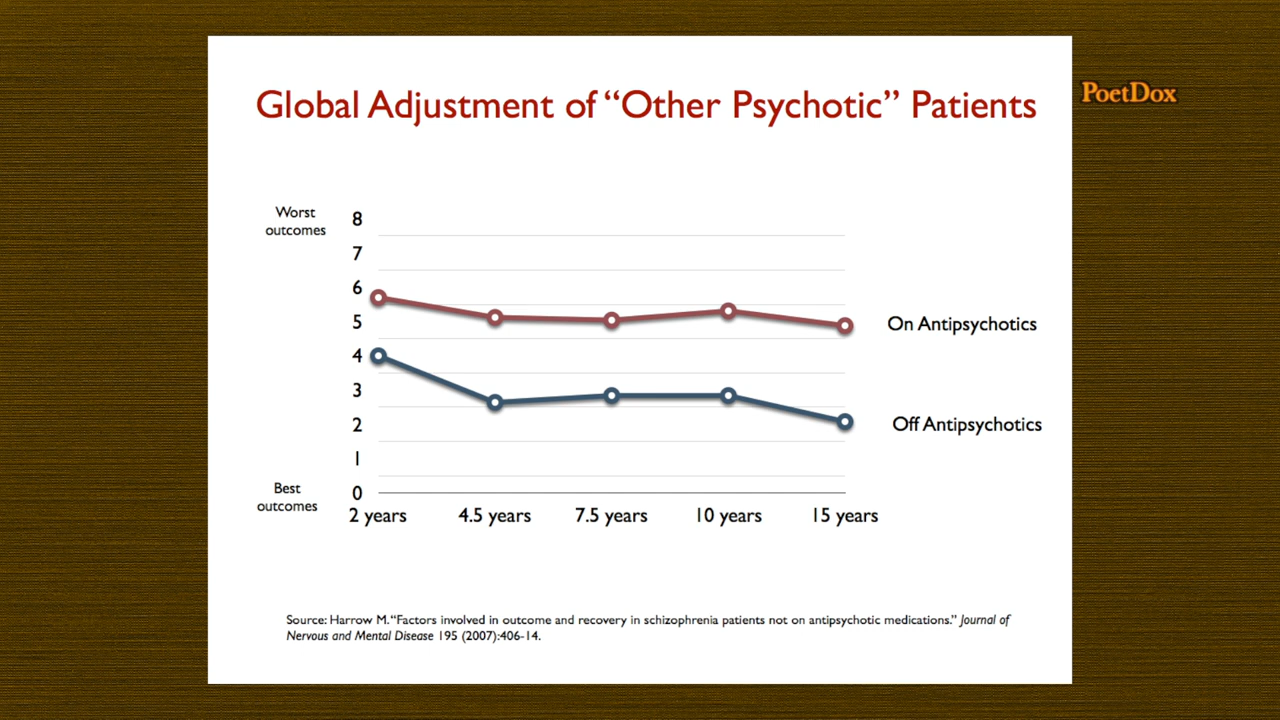 Global Adjustment of “Other Psychotic” Patients
PoetDox
Worst
outcomes
8
7
6
5
4
3
2
1
0
Best
outcomes
On Antipsychotics
Off Antipsychotics
2 years
4.5 years
7.5 years
10 years
15 years
Source: Harrow M. “Factors involved in outcome and recovery in schizophrenia patients not on antipsychotic medications.” Journal of
Nervous and Mental Disease 195 (2007):406-14.